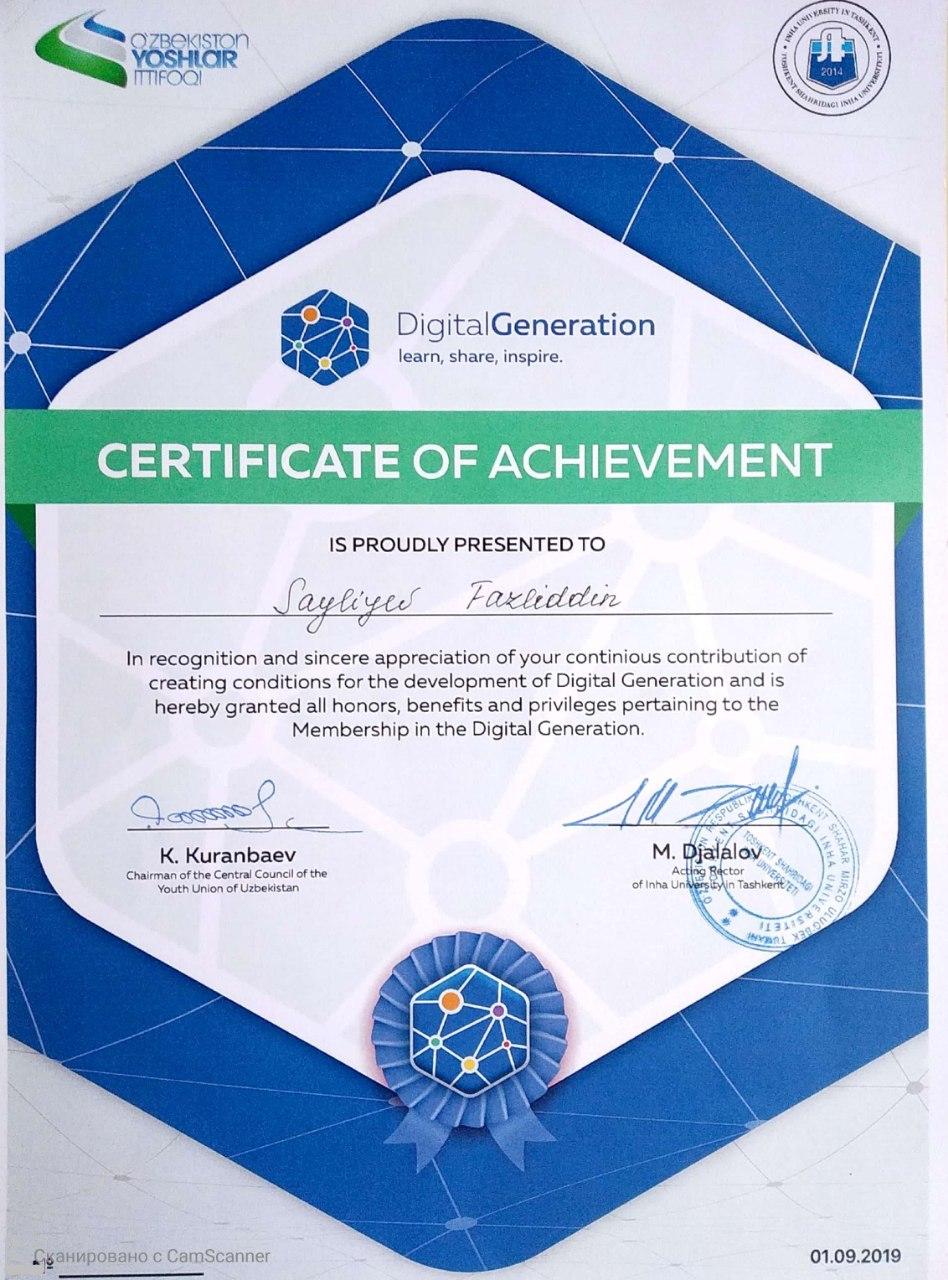 O'ZBEKISTON
YOSHLAR
ITTIFOQI
INHA UNIVERSITY IN TASHKENT
TOSHKENT SHAHRIDAGI INHA UNIVERSITETI
2014
DigitalGeneration
learn, share, inspire.
CERTIFICATE OF ACHIEVEMENT
IS PROUDLY PRESENTED TO
Sayliyev Fazliddin
In recognition and sincere appreciation of your continious contribution of
creating conditions for the development of Digital Generation and is
hereby granted all honors, benefits and privileges pertaining to the
Membership in the Digital Generation.
K. Kuranbaev
Chairman of the Central Council of the
Youth Union of Uzbekistan
M. Djalalov
Acting Rector
of Inha University in Tashkent
Сканировано с CamScanner
01.09.2019